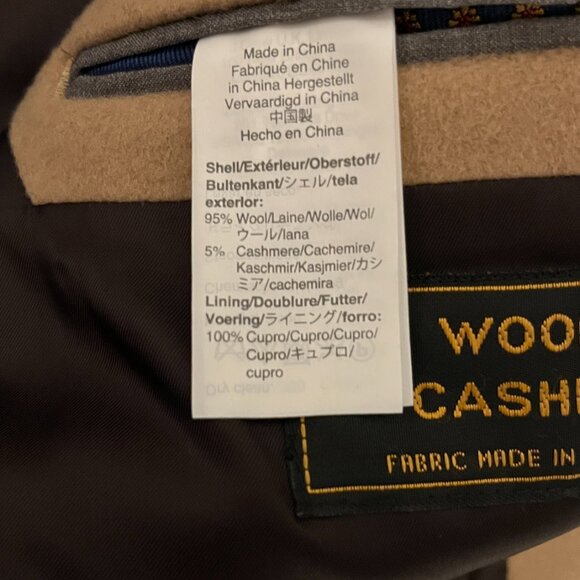 Made in China
Fabriqué en Chine
in China Hergestellt
Vervaardigd in China
中国製
Hecho en China
Shell/Extérieur/Oberstoff/
Bultenkant/シェル/tela
exterior:
95% Wool/Laine/Wolle/Wol/
ウール/lana
5% Cashmere/Cachemire/
Kaschmir/Kasjmier/カシ
ミア/cachemira
Lining/Doublure/Futter/
Voering/ライニング/forro:
100% Cupro/Cupro/Cupro/
Cupro/キュプロ/
cupro
WOO
CASH
FABRIC MADE IN